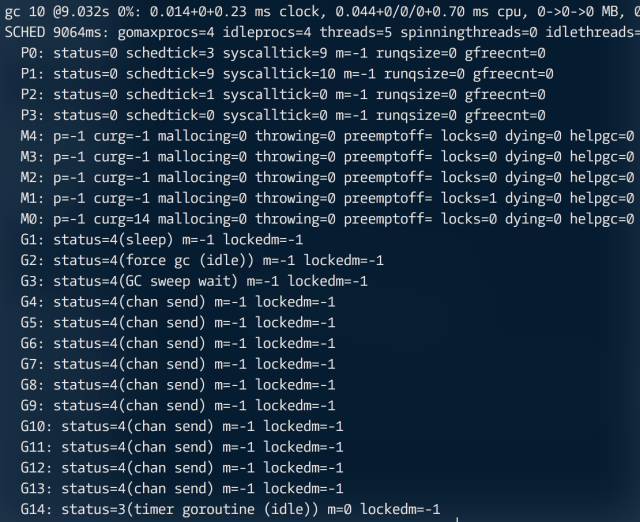 gc 10 @9.032s 0%: 0.014+0+0.23 ms clock, 0.044+0/0/0+0.70 ms cpu, 0->0->0 MB,
SCHED 9064ms: gomaxprocs=4 idleprocs=4 threads=5 spinningthreads=0 idlethreads=
P0: status=0 schedtick=3 syscalltick=9 m=-1 runqsize=0 gfreecnt=0
P1: status=0 schedtick=9 syscalltick=10 m=-1 runqsize=0 gfreecnt=0
P2: status=0 schedtick=1 syscalltick=0 m=-1 runqsize=0 gfreecnt=0
P3: status=0 schedtick=0 syscalltick=0 m=-1 runqsize=0 gfreecnt=0
M4: p=-1 curg=-1 mallocing=0 throwing=0 preemptoff= locks=0 dying=0 helpgc=0
M3: p=-1 curg=-1 mallocing=0 throwing=0 preemptoff= locks=0 dying=0 helpgc=0
M2: p=-1 curg=-1 mallocing=0 throwing=0 preemptoff= locks=0 dying=0 helpgc=0
M1: p=-1 curg=-1 mallocing=0 throwing=0 preemptoff= locks=1 dying=0 helpgc=0
M0: p=-1 curg=14 mallocing=0 throwing=0 preemptoff= locks=0 dying=0 helpgc=0
G1: status=4(sleep) m=-1 lockedm=-1
G2: status=4(force gc (idle)) m=-1 lockedm=-1
G3: status=4(GC sweep wait) m=-1 lockedm=-1
G4: status=4(chan send) m=-1 lockedm=-1
G5: status=4(chan send) m=-1 lockedm=-1
G6: status=4(chan send) m=-1 lockedm=-1
G7: status=4(chan send) m=-1 lockedm=-1
G8: status=4(chan send) m=-1 lockedm=-1
G9: status=4(chan send) m=-1 lockedm=-1
G10: status=4(chan send) m=-1 lockedm=-1
G11: status=4(chan send) m=-1 lockedm=-1
G12: status=4(chan send) m=-1 lockedm=-1
G13: status=4(chan send) m=-1 lockedm=-1
G14: status=3(timer goroutine (idle)) m=0 lockedm=-1